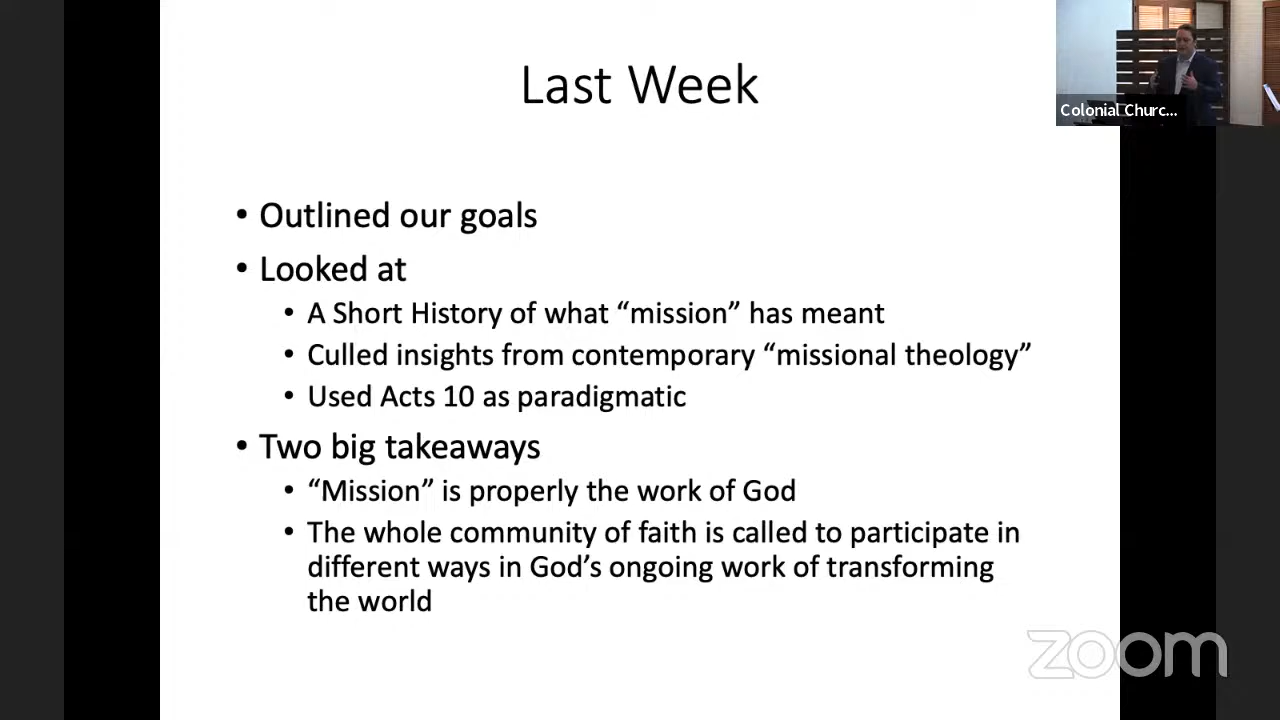 Last Week
Colonial Churc...
• Outlined our goals
• Looked at
• A Short History of what “mission” has meant
• Culled insights from contemporary “missional theology”
• Used Acts 10 as paradigmatic
• Two big takeaways
• “Mission” is properly the work of God
• The whole community of faith is called to participate in
different ways in God’s ongoing work of transforming
the world
zoom